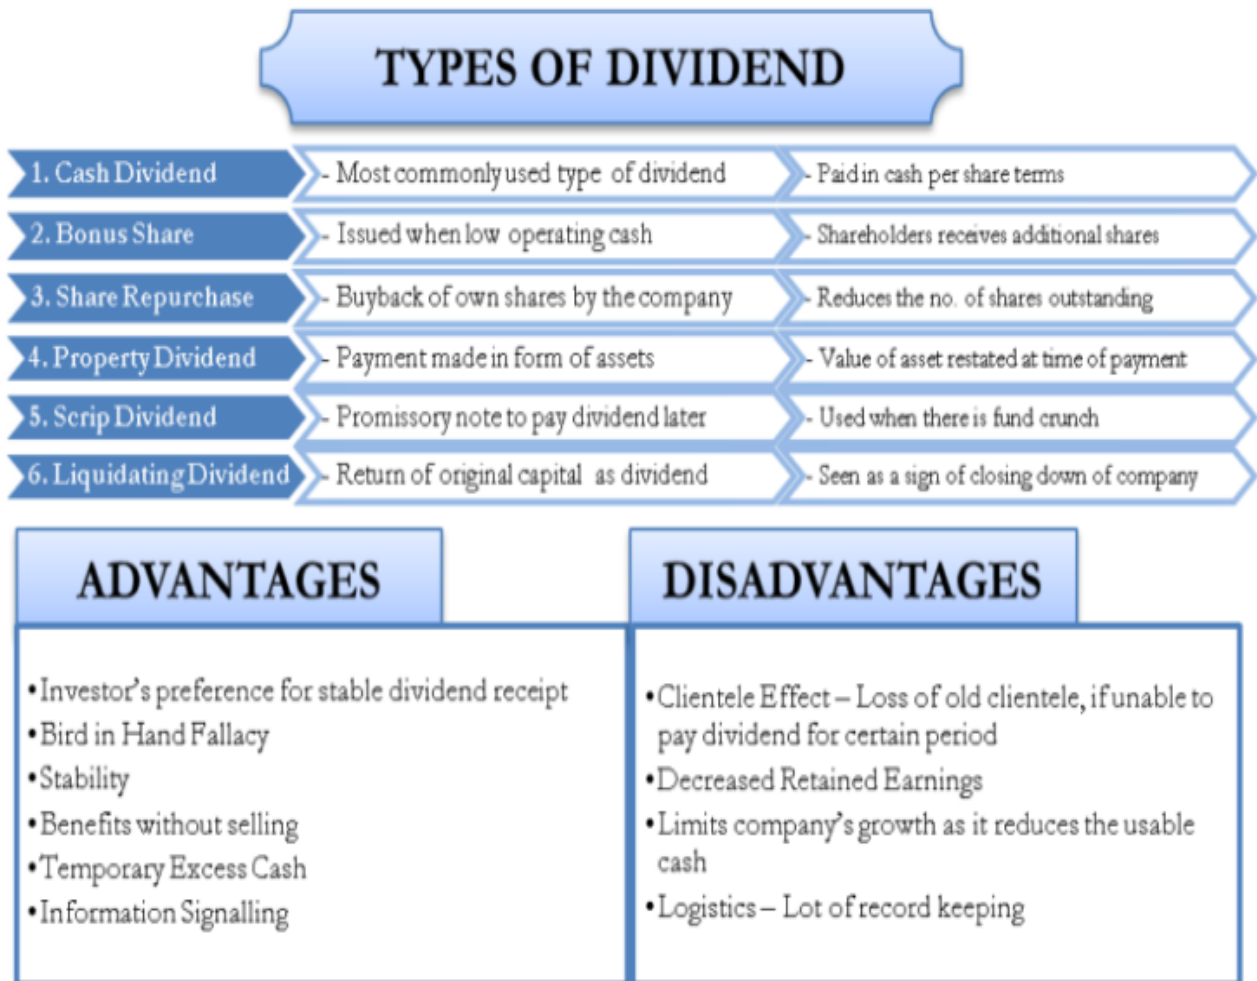 TYPES OF DIVIDEND
1. Cash Dividend - Most commonly used type of dividend - Paid in cash per share terms
2. Bonus Share - Issued when low operating cash - Shareholders receives additional shares
3. Share Repurchase - Buyback of own shares by the company - Reduces the no. of shares outstanding
4. Property Dividend - Payment made in form of assets - Value of asset restated at time of payment
5. Scrip Dividend - Promissory note to pay dividend later - Used when there is fund crunch
6. Liquidating Dividend - Return of original capital as dividend - Seen as a sign of closing down of company
ADVANTAGES
•Investor's preference for stable dividend receipt
•Bird in Hand Fallacy
•Stability
•Benefits without selling
•Temporary Excess Cash
•Information Signalling
DISADVANTAGES
•Clientele Effect – Loss of old clientele, if unable to
pay dividend for certain period
•Decreased Retained Earnings
•Limits company's growth as it reduces the usable
cash
•Logistics – Lot of record keeping